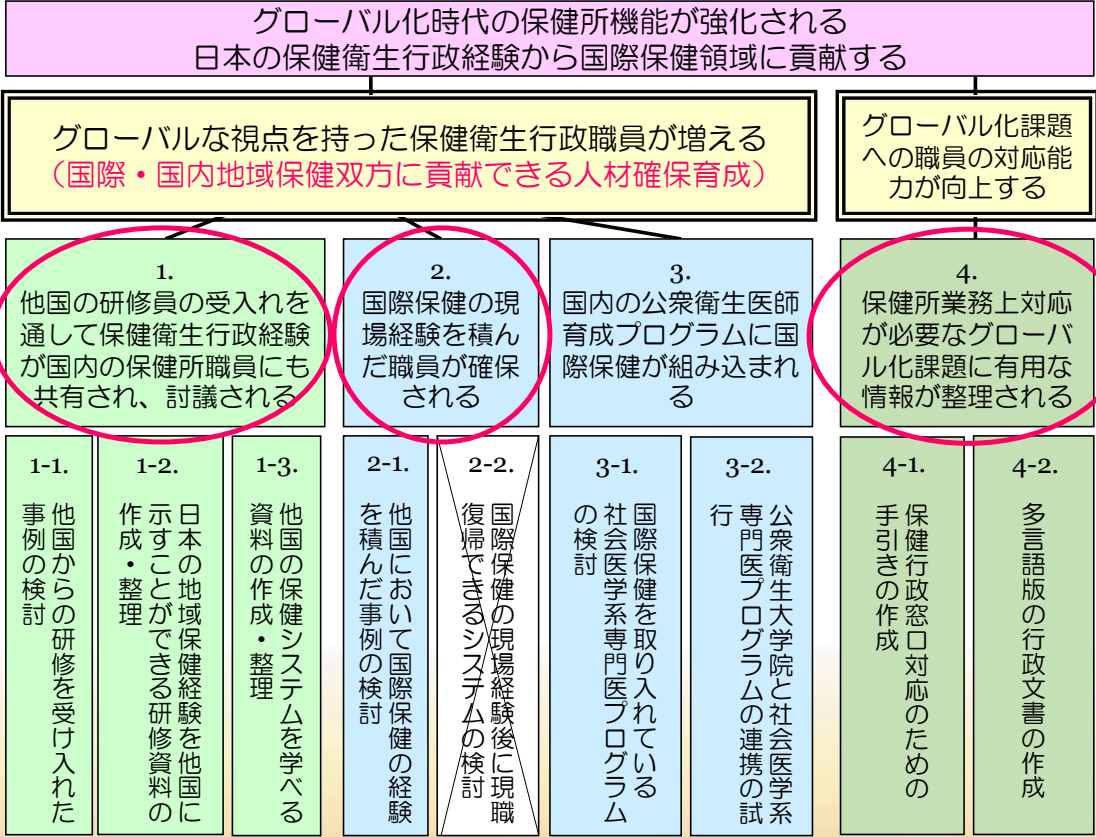 グローバル化時代の保健所機能が強化される
日本の保健衛生行政経験から国際保健領域に貢献する
グローバルな視点を持った保健衛生行政職員が増える
（国際・国内地域保健双方に貢献できる人材確保育成）
グローバル化課題
への職員の対応能
力が向上する
1.
他国の研修員の受入れを
通して保健衛生行政経験
が国内の保健所職員にも
共有され、討議される
2.
国際保健の現
場経験を積ん
だ職員が確保
される
3.
国内の公衆衛生医師
育成プログラムに国
際保健が組み込まれ
る
4.
保健所業務上対応
が必要なグローバ
ル化課題に有用な
情報が整理される
1-1.
他国からの研修を受け入れた
事例の検討
1-2.
日本の地域保健経験を他国に
示すことができる研修資料の
作成・整理
1-3.
他国の保健システムを学べる
資料の作成・整理
2-1.
他国において国際保健の経験
を積んだ事例の検討
2-2.
国際保健の現場経験後に現職
復帰できるシステムの検討
3-1.
国際保健を取り入れている
社会医学系専門医プログラム
の検討
3-2.
公衆衛生大学院と社会医学系
専門医プログラムの連携の試
行
4-1.
保健行政窓口対応のための
手引きの作成
4-2.
多言語版の行政文書の作成